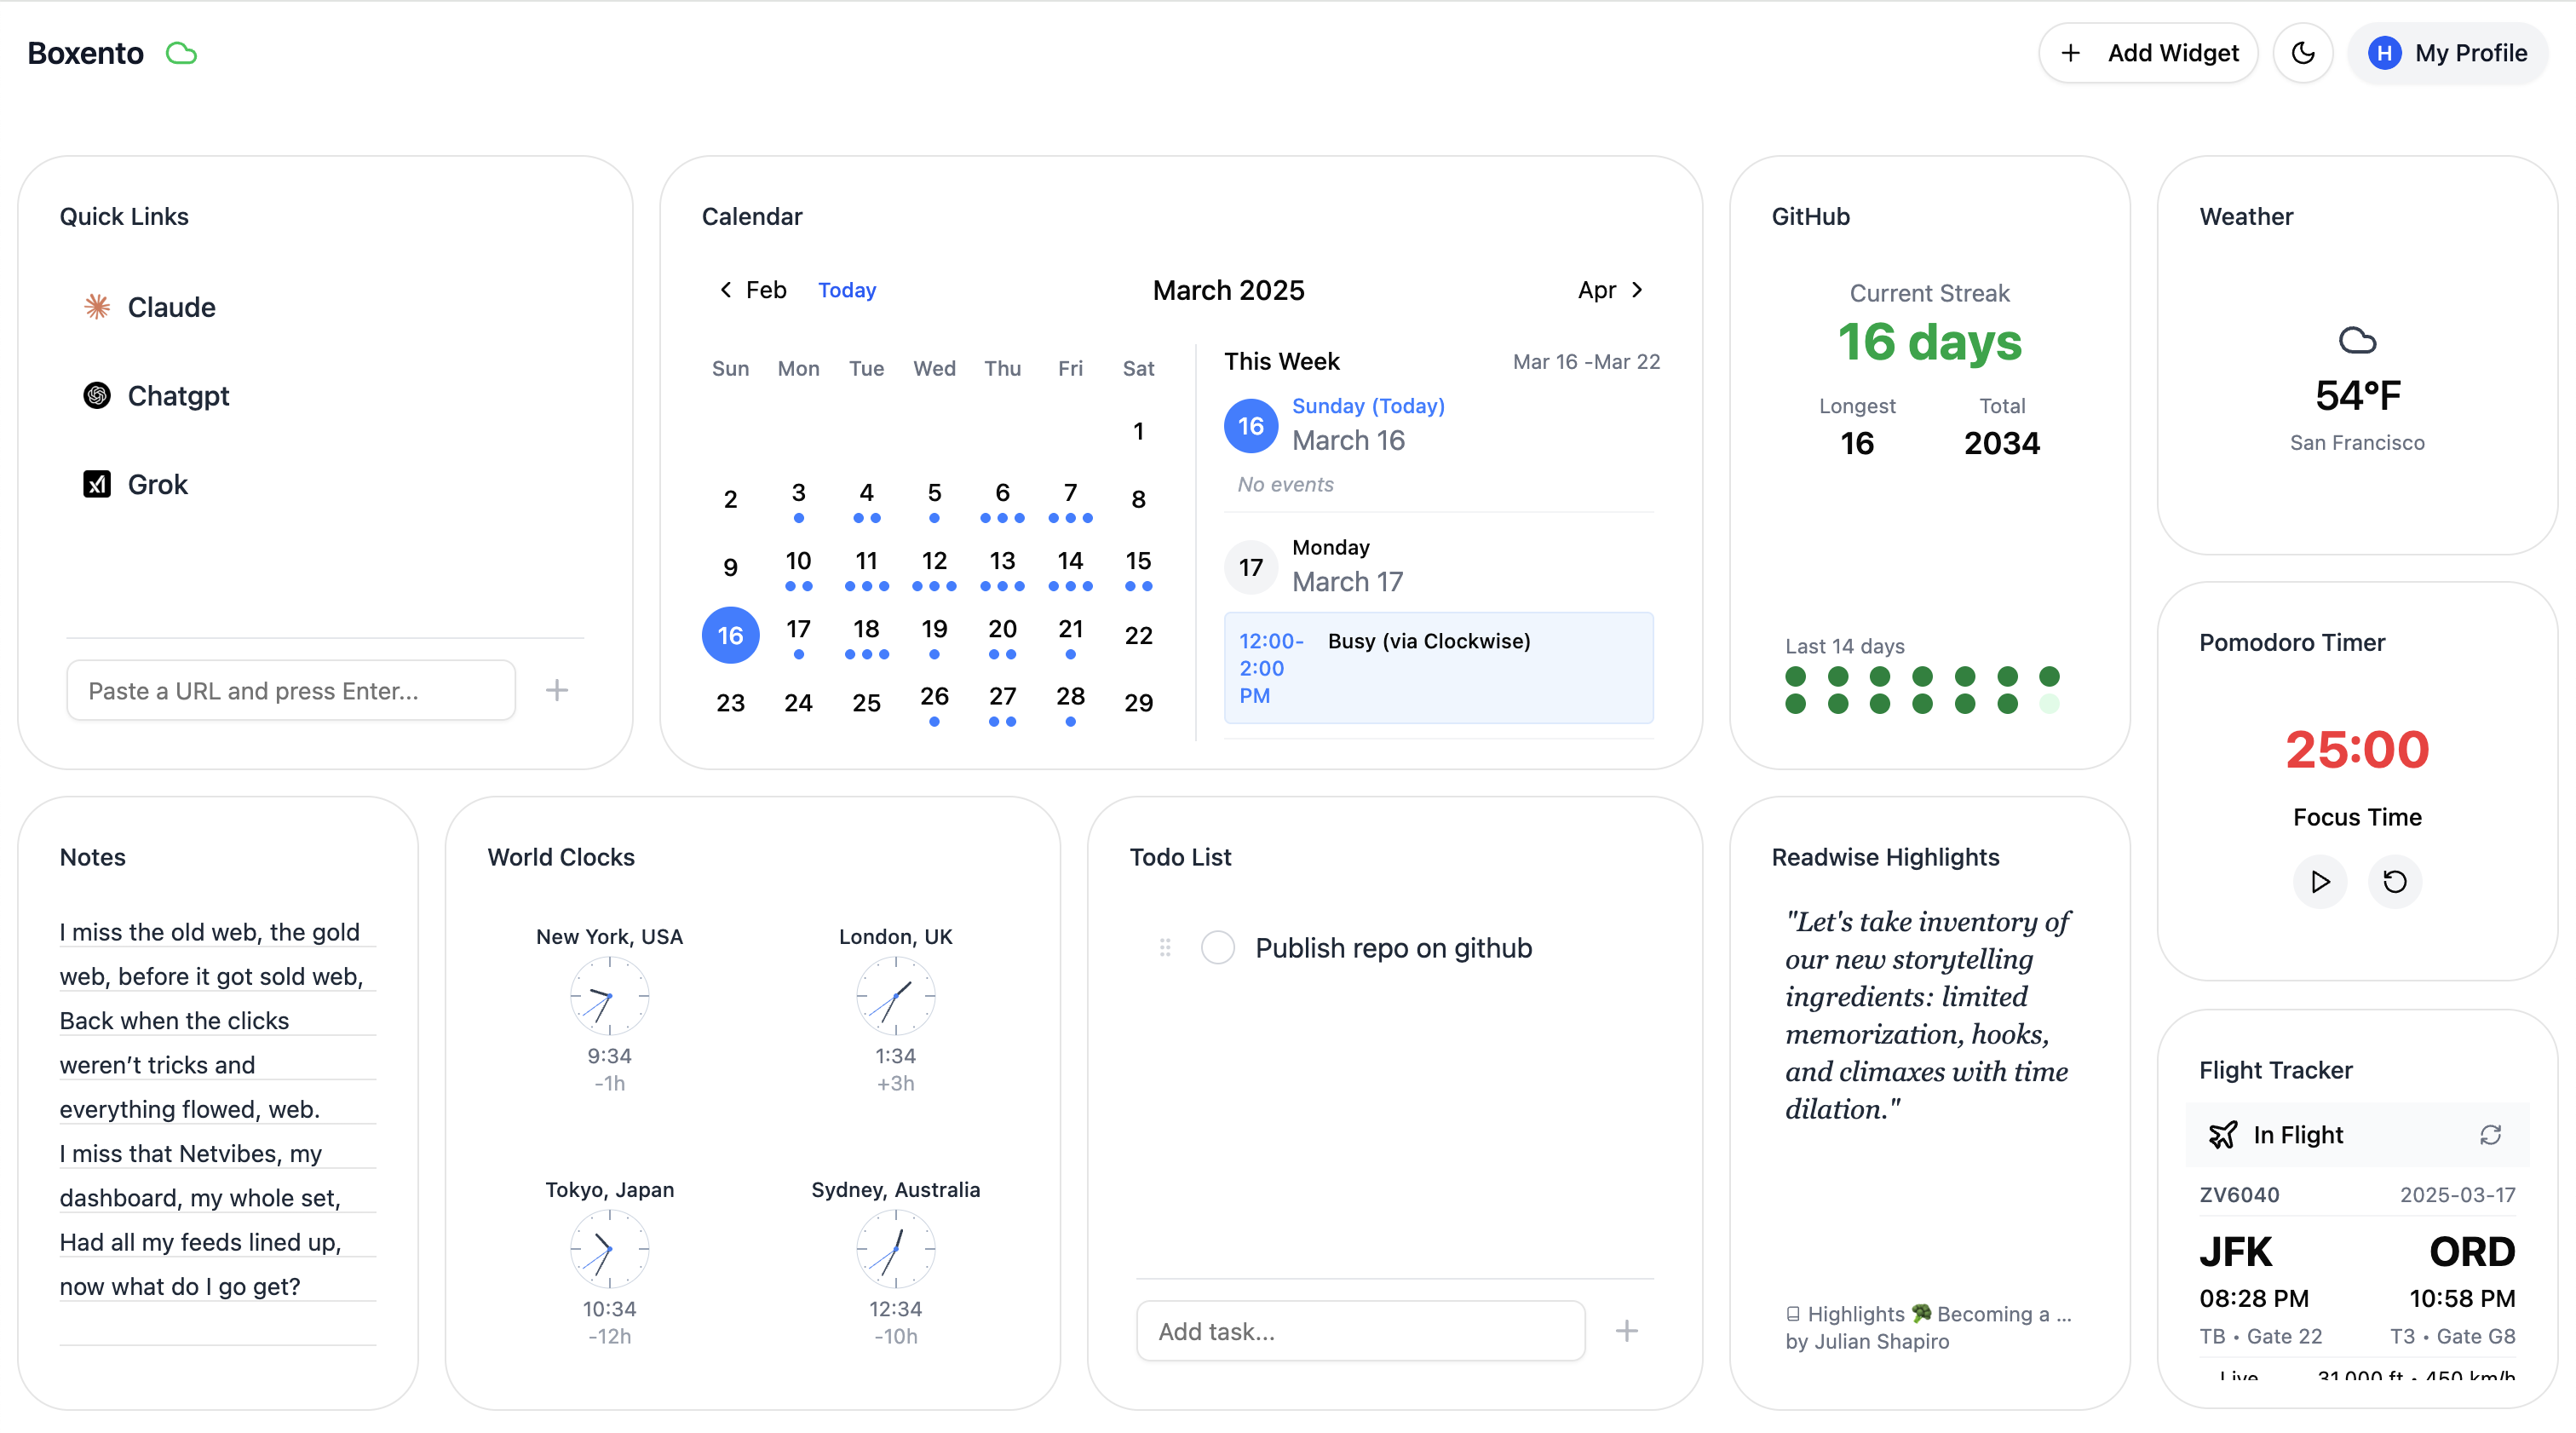 Boxento
Add Widget
H My Profile
Quick Links
Claude
Chatgpt
Grok
Paste a URL and press Enter...
Calendar
Feb Today March 2025 Apr
Sun Mon Tue Wed Thu Fri Sat
1
2 3 4 5 6 7 8
9 10 11 12 13 14 15
16 17 18 19 20 21 22
23 24 25 26 27 28 29
This Week Mar 16 -Mar 22
16 Sunday (Today)
March 16
No events
17 Monday
March 17
12:00- Busy (via Clockwise)
2:00
PM
GitHub
Current Streak
16 days
Longest Total
16 2034
Last 14 days
Weather
54°F
San Francisco
Pomodoro Timer
25:00
Focus Time
Notes
I miss the old web, the gold
web, before it got sold web,
Back when the clicks
weren’t tricks and
everything flowed, web.
I miss that Netvibes, my
dashboard, my whole set,
Had all my feeds lined up,
now what do I go get?
World Clocks
New York, USA
9:34
-1h
London, UK
1:34
+3h
Tokyo, Japan
10:34
-12h
Sydney, Australia
12:34
-10h
Todo List
Publish repo on github
Add task...
Readwise Highlights
"Let's take inventory of
our new storytelling
ingredients: limited
memorization, hooks,
and climaxes with time
dilation."
Highlights 🥦 Becoming a ...
by Julian Shapiro
Flight Tracker
In Flight
ZV6040 2025-03-17
JFK ORD
08:28 PM 10:58 PM
TB • Gate 22 T3 • Gate G8
Live 31,000 ft • 450 km/h